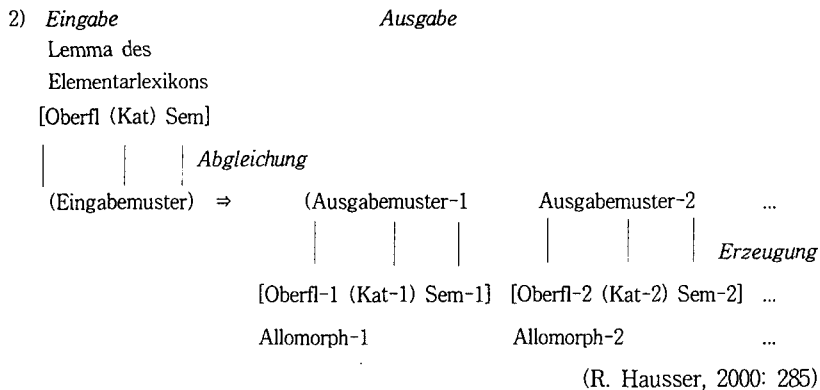 2) Eingabe Ausgabe
Lemma des
Elementarlexikons
[Oberfl (Kat) Sem]
Abgleichung
(Eingabemuster) ⇒ (Ausgabemuster-1 Ausgabemuster-2 ...
Erzeugung
[Oberfl-1 (Kat-1) Sem-1] [Oberfl-2 (Kat-2) Sem-2] ...
Allomorph-1 Allomorph-2 ...
(R. Hausser, 2000: 285)